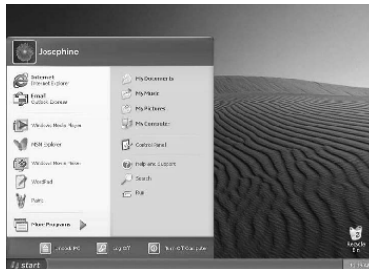 Josephine
Internet
Internet Explorer
Email
Outlook Express
Windows Media Player
MSN Explorer
Windows Movie Maker
WordPad
Paint
More Programs
My Documents
My Music
My Pictures
My Computer
Control Panel
Help and Support
Search
Run
Log Off
Turn Off Computer
Recycle
Bin
start